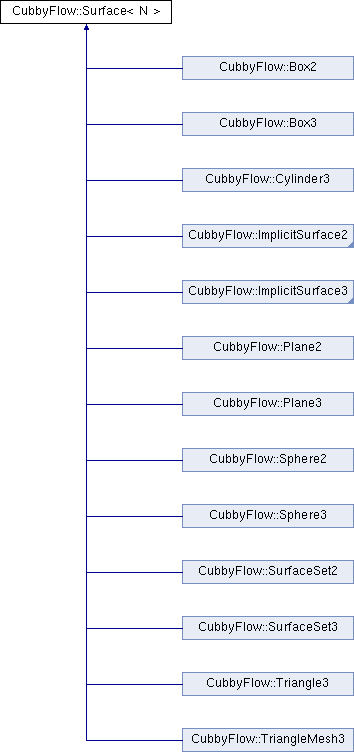 CubbyFlow::Surface< N >
CubbyFlow::Box2
CubbyFlow::Box3
CubbyFlow::Cylinder3
CubbyFlow::ImplicitSurface2
CubbyFlow::ImplicitSurface3
CubbyFlow::Plane2
CubbyFlow::Plane3
CubbyFlow::Sphere2
CubbyFlow::Sphere3
CubbyFlow::SurfaceSet2
CubbyFlow::SurfaceSet3
CubbyFlow::Triangle3
CubbyFlow::TriangleMesh3